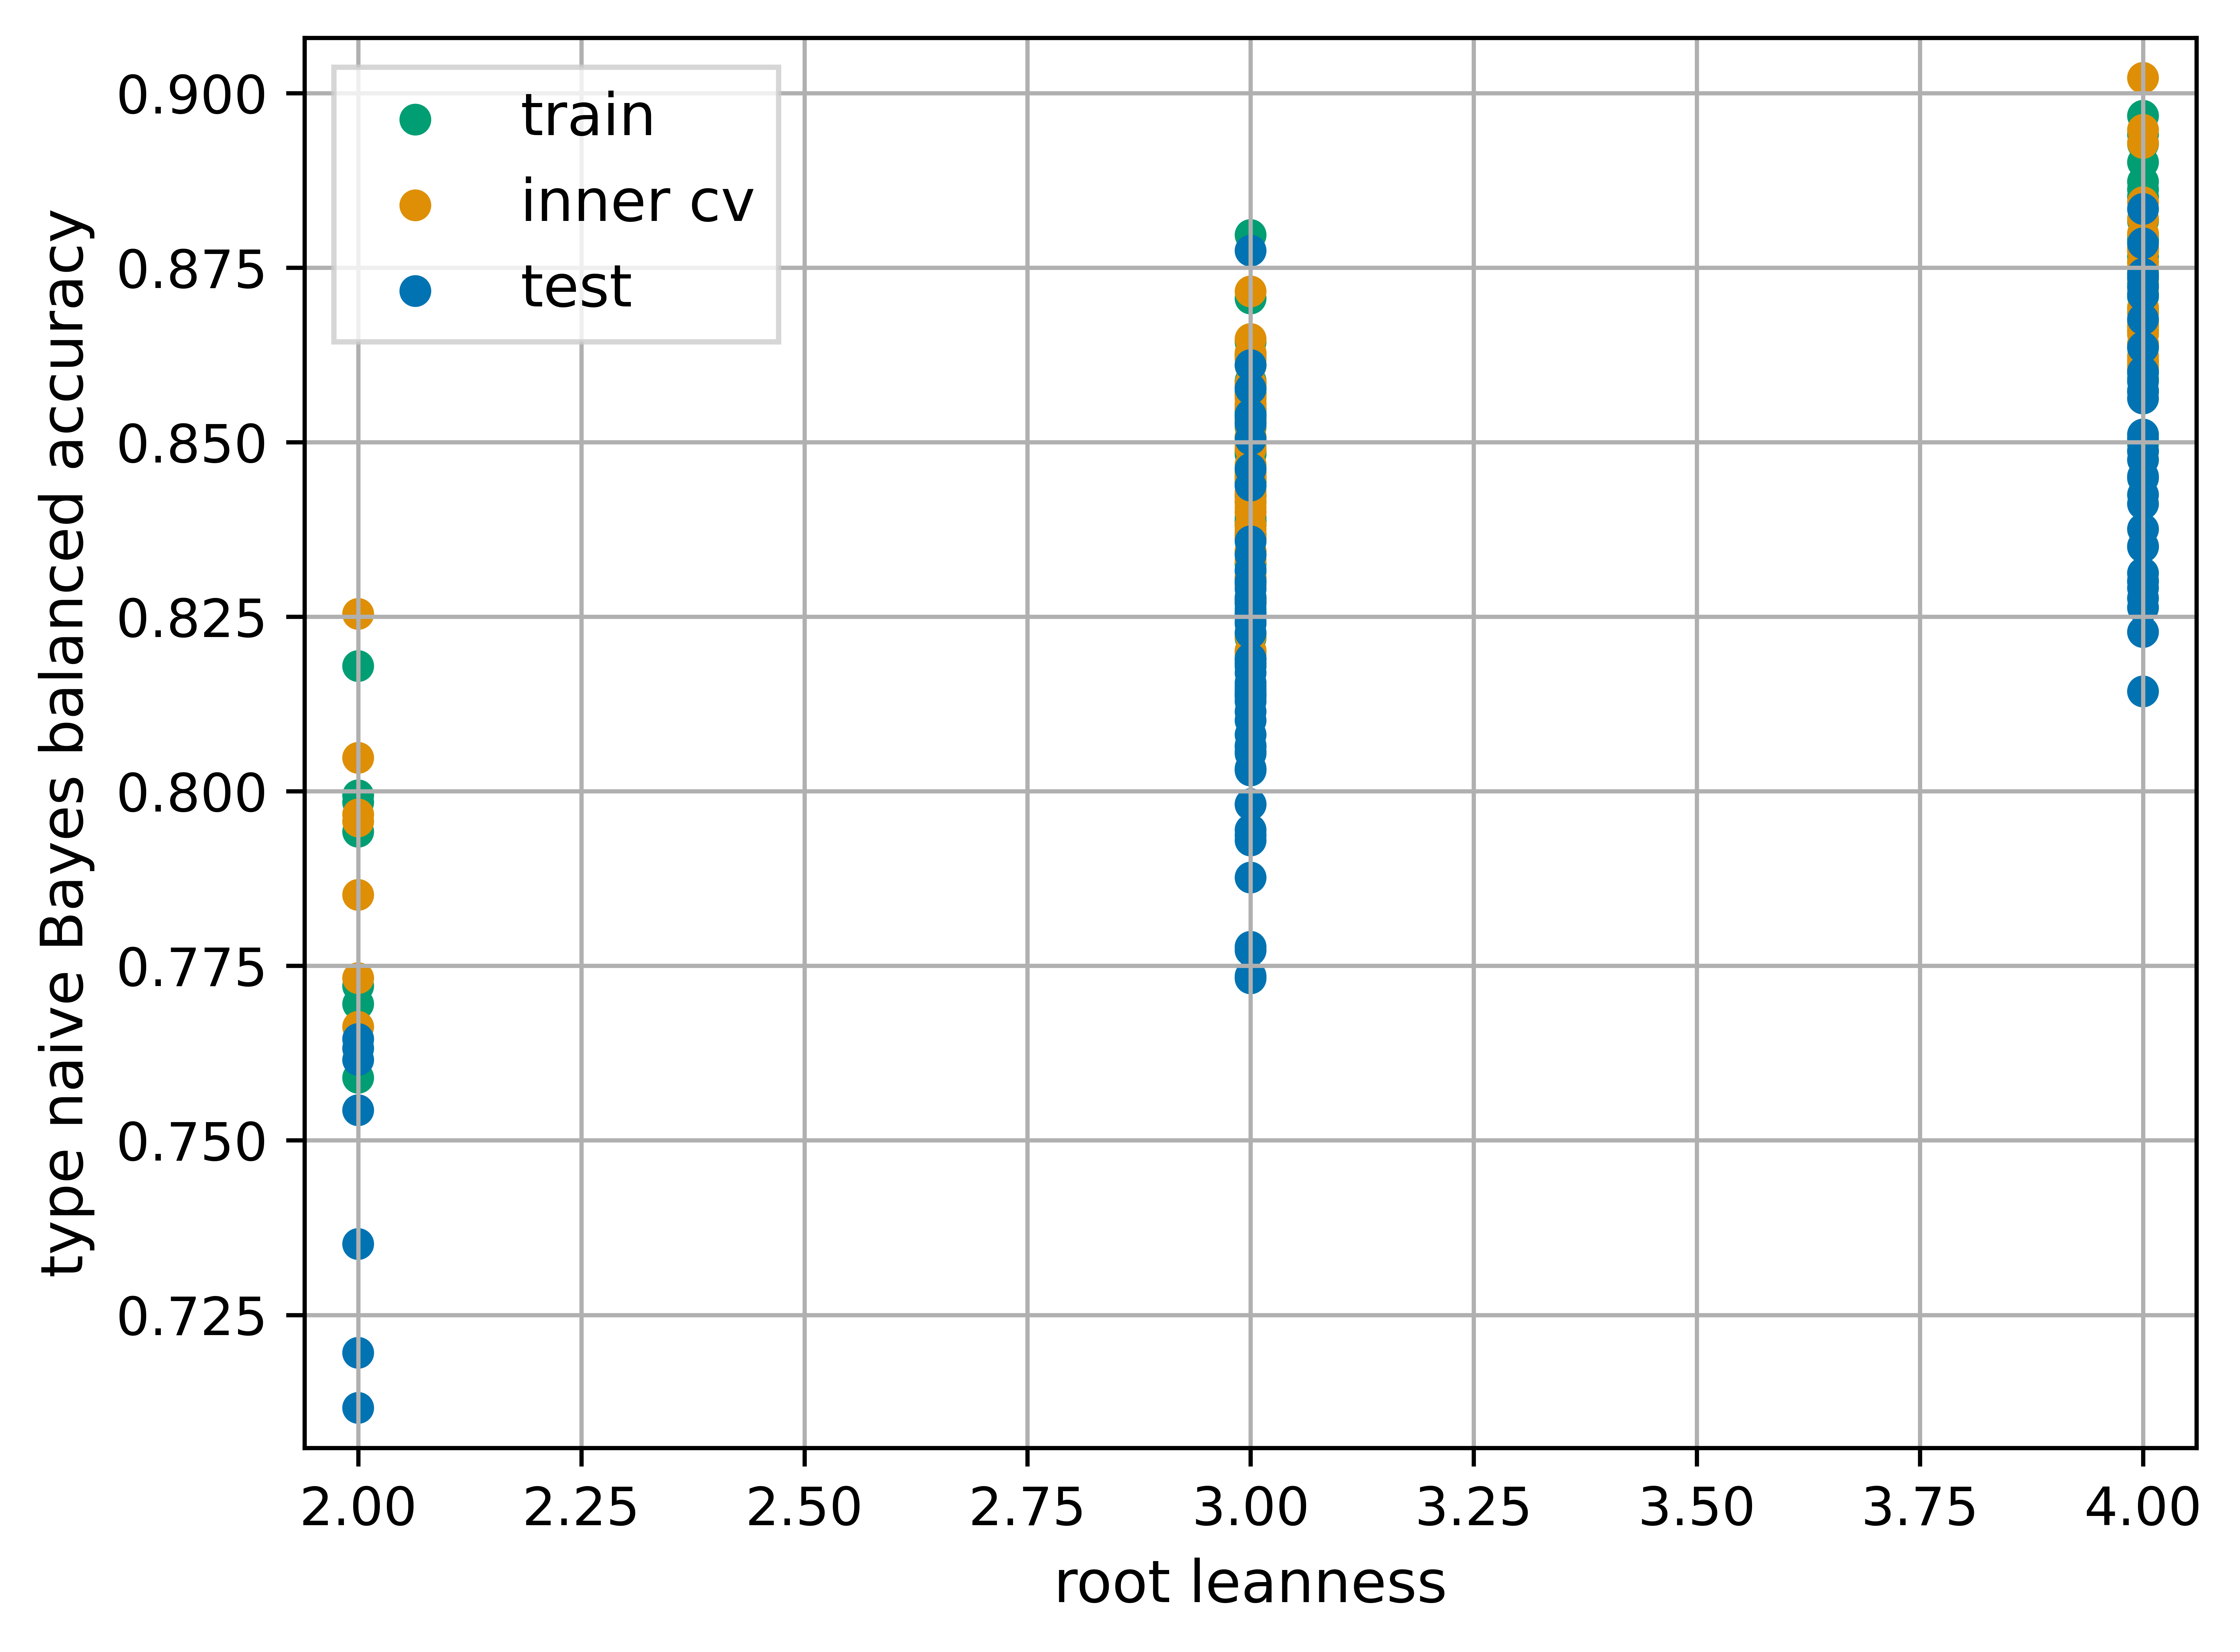 train
inner cv
test
type naive Bayes balanced accuracy
0.900
0.875
0.850
0.825
0.800
0.775
0.750
0.725
2.00 2.25 2.50 2.75 3.00 3.25 3.50 3.75 4.00
root leanness